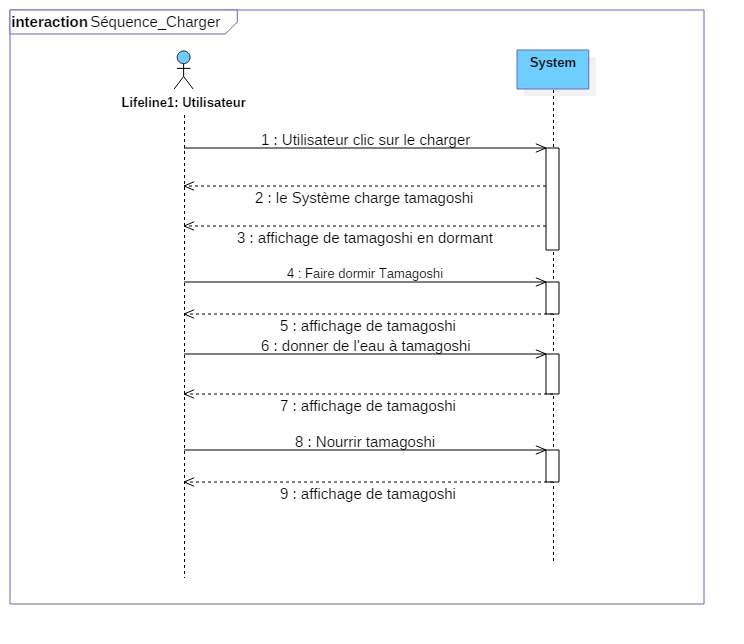 interaction Séquence_Charger
System
Lifeline1: Utilisateur
1 : Utilisateur clic sur le charger
2 : le Système charge tamagoshi
3 : affichage de tamagoshi en dormant
4 : Faire dormir Tamagoshi
5 : affichage de tamagoshi
6 : donner de l'eau à tamagoshi
7 : affichage de tamagoshi
8 : Nourrir tamagoshi
9 : affichage de tamagoshi